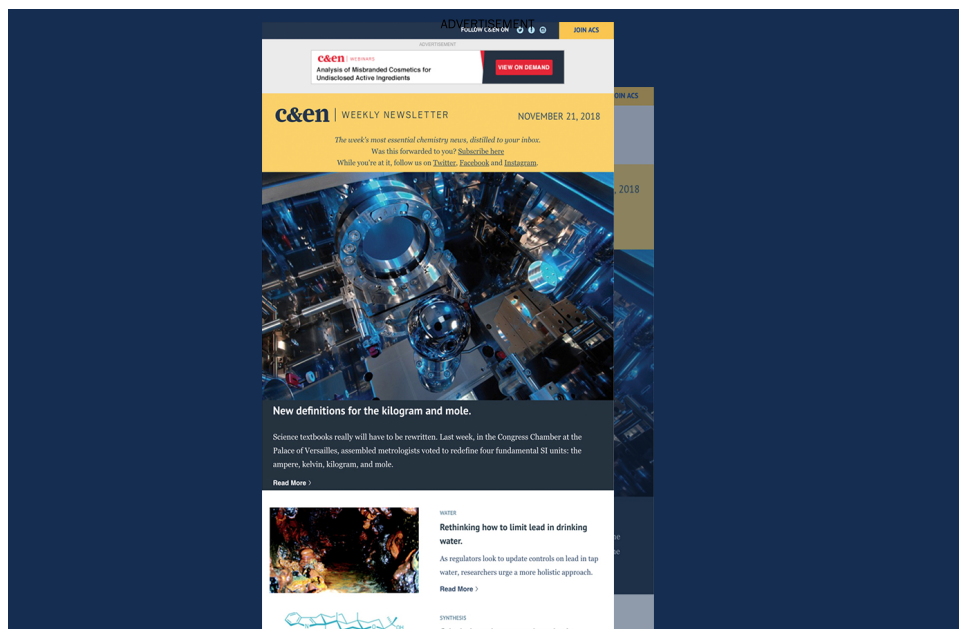 ADVERTISEMENT
FOLLOW C&EN ON
JOIN ACS
ADVERTISEMENT
c&en | WEBINARS
Analysis of Misbranded Cosmetics for
Undisclosed Active Ingredients
VIEW ON DEMAND
JOIN ACS
c&en | WEEKLY NEWSLETTER
NOVEMBER 21, 2018
The week's most essential chemistry news, distilled to your inbox.
Was this forwarded to you? Subscribe here
While you're at it, follow us on Twitter, Facebook and Instagram.
, 2018
New definitions for the kilogram and mole.
Science textbooks really will have to be rewritten. Last week, in the Congress Chamber at the
Palace of Versailles, assembled metrologists voted to redefine four fundamental SI units: the
ampere, kelvin, kilogram, and mole.
Read More >
WATER
Rethinking how to limit lead in drinking
water.
As regulators look to update controls on lead in tap
water, researchers urge a more holistic approach.
Read More >
SYNTHESIS
OH